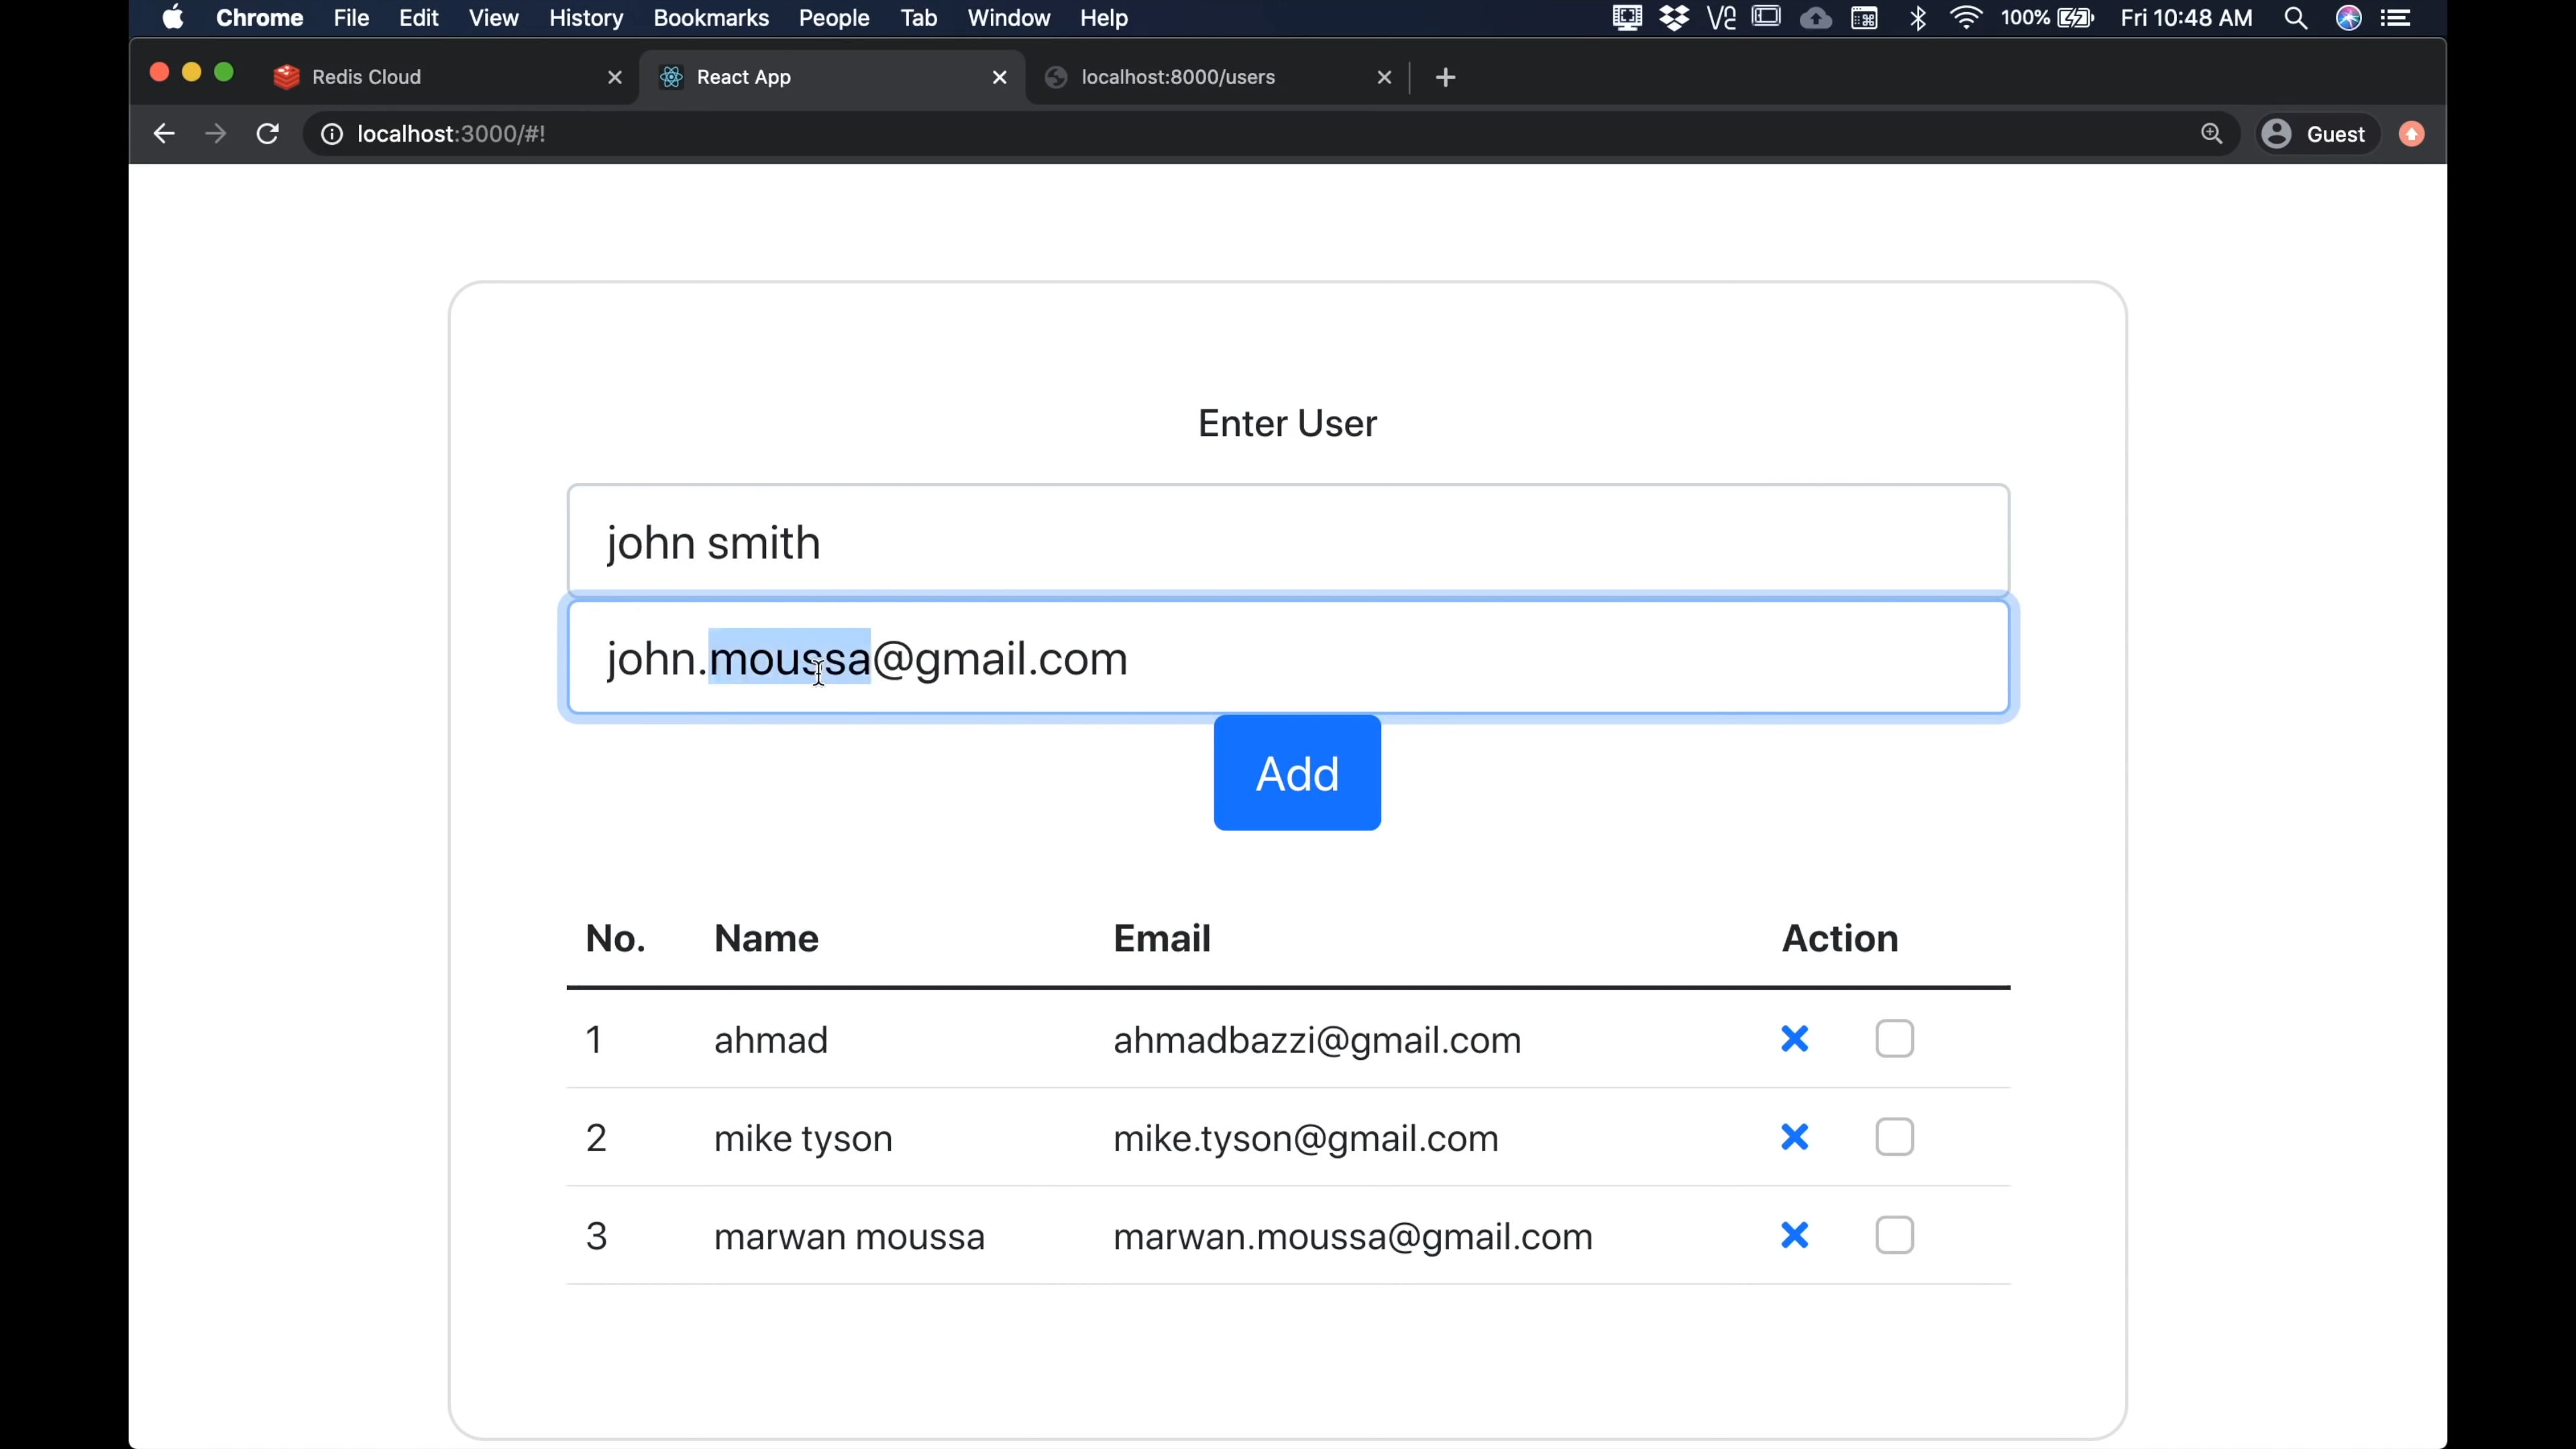 Chrome File Edit View History Bookmarks People Tab Window Help 100% Fri 10:48 AM
Redis Cloud React App localhost:8000/users
localhost:3000/#! Guest
Enter User
john smith
john.moussa@gmail.com
Add
No. Name Email Action
1 ahmad ahmadbazzi@gmail.com
2 mike tyson mike.tyson@gmail.com
3 marwan moussa marwan.moussa@gmail.com